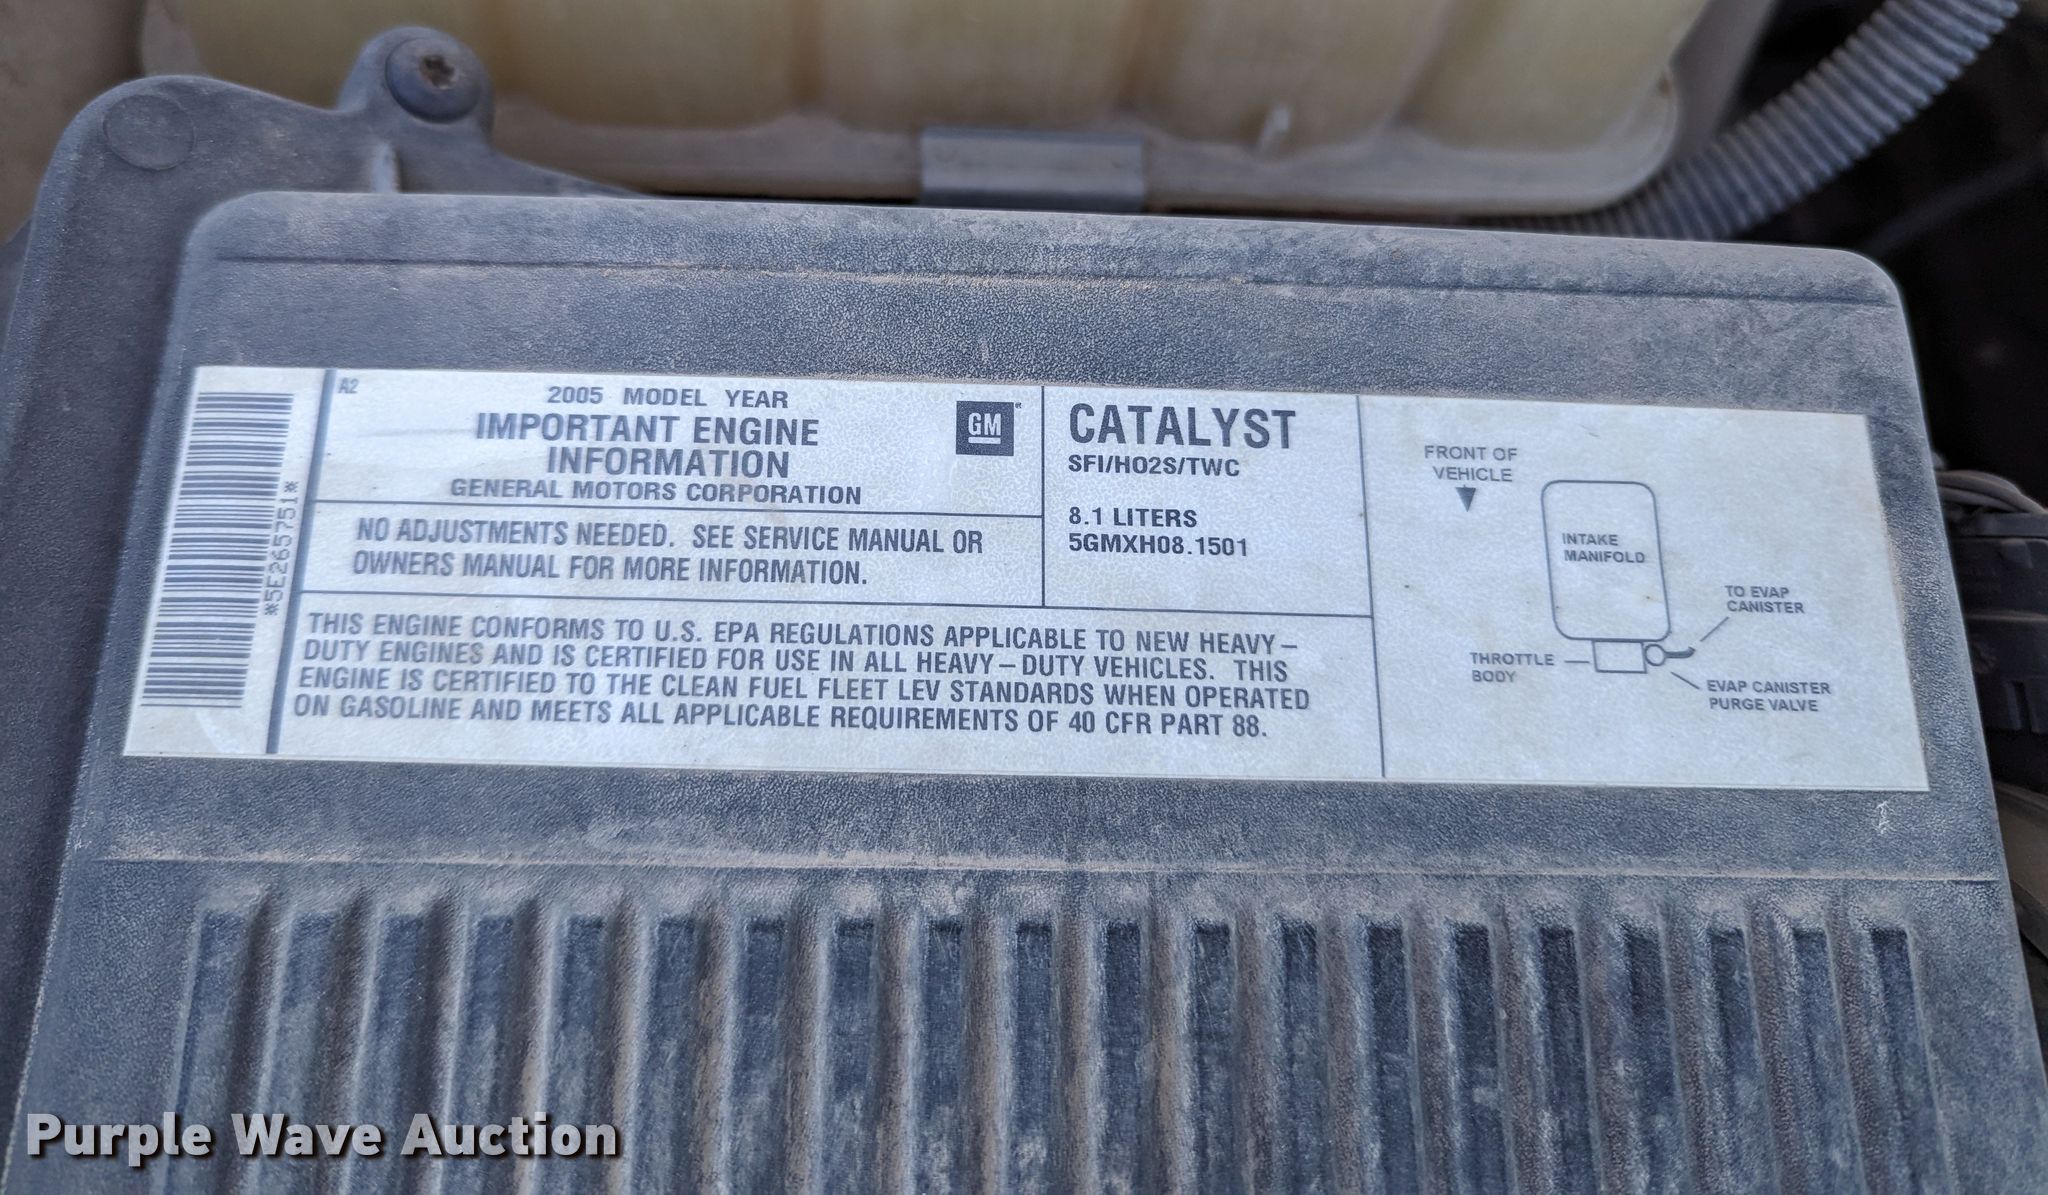 *5E265751*
A2
2005 MODEL YEAR
IMPORTANT ENGINE
INFORMATION
GENERAL MOTORS CORPORATION
GM
NO ADJUSTMENTS NEEDED. SEE SERVICE MANUAL OR
OWNERS MANUAL FOR MORE INFORMATION.
CATALYST
SFI/HO2S/TWC
8.1 LITERS
5GMXH08.1501
THIS ENGINE CONFORMS TO U.S. EPA REGULATIONS APPLICABLE TO NEW HEAVY–
DUTY ENGINES AND IS CERTIFIED FOR USE IN ALL HEAVY–DUTY VEHICLES. THIS
ENGINE IS CERTIFIED TO THE CLEAN FUEL FLEET LEV STANDARDS WHEN OPERATED
ON GASOLINE AND MEETS ALL APPLICABLE REQUIREMENTS OF 40 CFR PART 88.
FRONT OF
VEHICLE
INTAKE
MANIFOLD
TO EVAP
CANISTER
THROTTLE
BODY
EVAP CANISTER
PURGE VALVE
Purple Wave Auction